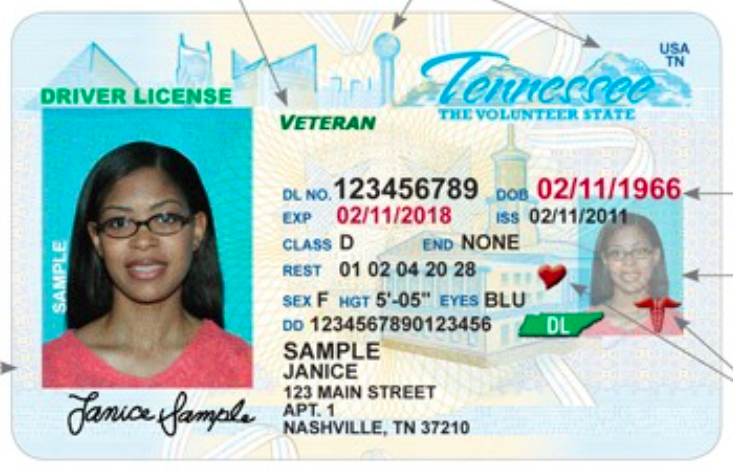 USA
TN
Tennessee
THE VOLUNTEER STATE
DRIVER LICENSE
VETERAN
DL NO. 123456789 DOB 02/11/1966
EXP 02/11/2018 ISS 02/11/2011
CLASS D END NONE
REST 01 02 04 20 28
SEX F HGT 5'-05" EYES BLU
DD 1234567890123456
DL
SAMPLE
JANICE
123 MAIN STREET
APT. 1
NASHVILLE, TN 37210
SAMPLE
Janice Sample